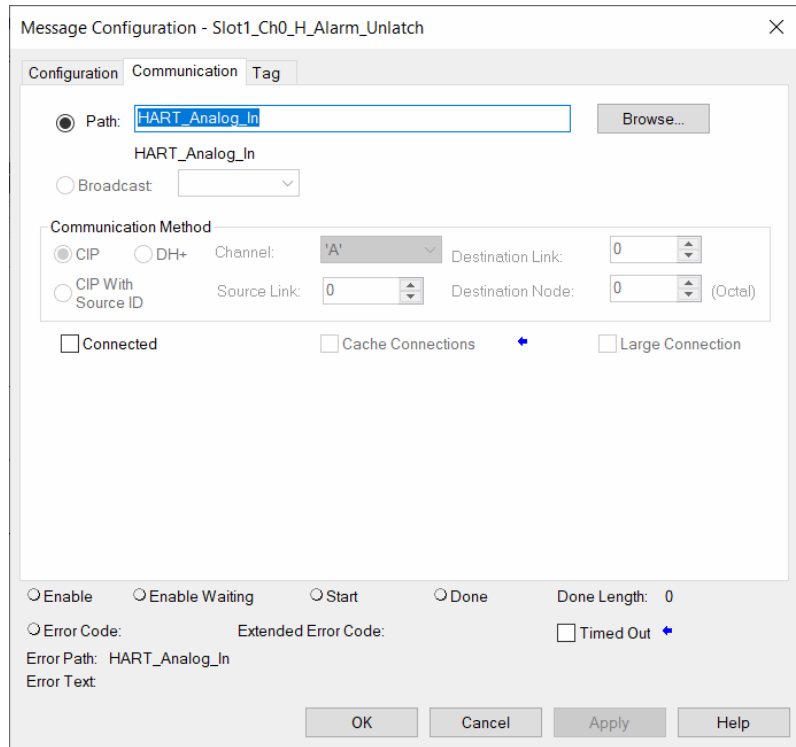 Message Configuration - Slot1_Ch0_H_Alarm_Unlatch
Configuration Communication Tag
Path: HART_Analog_In Browse...
HART_Analog_In
Broadcast:
Communication Method
CIP DH+ Channel: 'A' Destination Link: 0
CIP With Source ID Source Link: 0 Destination Node: 0 (Octal)
Connected Cache Connections Large Connection
Enable Enable Waiting Start Done Done Length: 0
Error Code: Extended Error Code: Timed Out
Error Path: HART_Analog_In
Error Text:
OK Cancel Apply Help